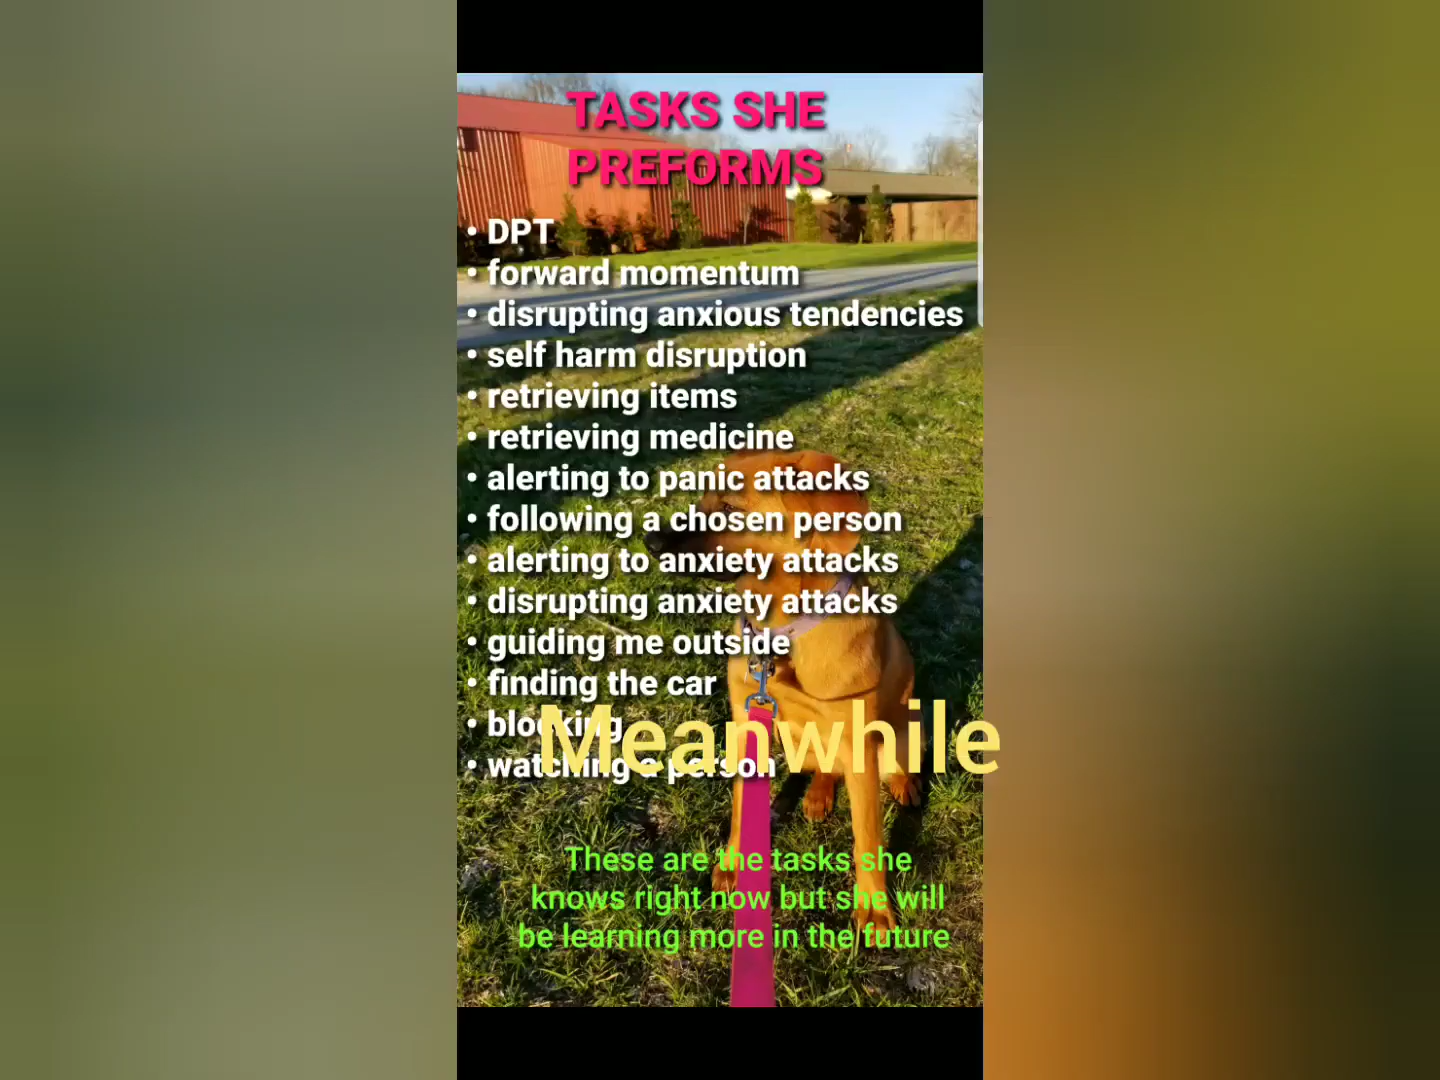 TASKS SHE
PREFORMS
• DPT
• forward momentum
• disrupting anxious tendencies
• self harm disruption
• retrieving items
• retrieving medicine
• alerting to panic attacks
• following a chosen person
• alerting to anxiety attacks
• disrupting anxiety attacks
• guiding me outside
• finding the car
• blocking
Meanwhile
• watching a person
These are the tasks she
knows right now but she will
be learning more in the future